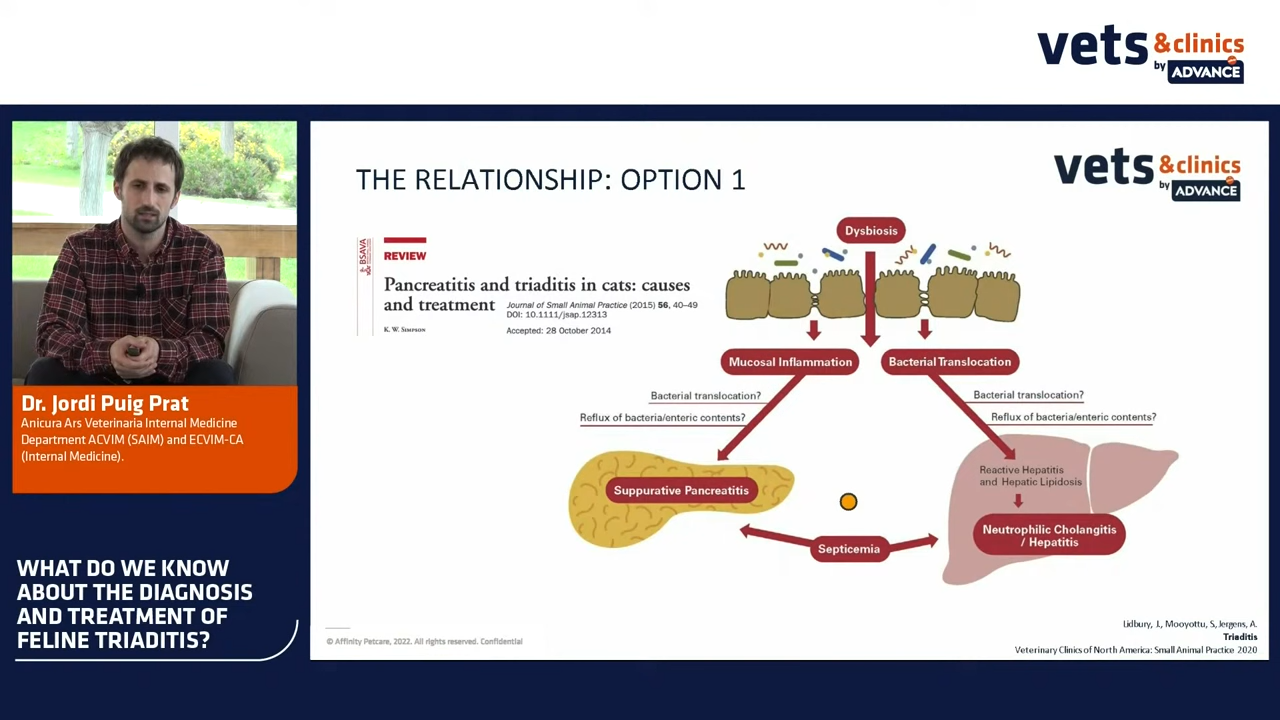 vets &clinics
by ADVANCE
Dr. Jordi Puig Prat
Anicura Ars Veterinaria Internal Medicine
Department ACVIM (SAIM) and ECVIM-CA
(Internal Medicine).
WHAT DO WE KNOW
ABOUT THE DIAGNOSIS
AND TREATMENT OF
FELINE TRIADITIS?
THE RELATIONSHIP: OPTION 1
vets &clinics
by ADVANCE
BSAVA
REVIEW
Pancreatitis and triaditis in cats: causes
and treatment
Journal of Small Animal Practice (2015) 56, 40–49
DOI: 10.1111/jsap.12313
K. W. Simpson
Accepted: 28 October 2014
Dysbiosis
Mucosal Inflammation
Bacterial Translocation
Bacterial translocation?
Reflux of bacteria/enteric contents?
Bacterial translocation?
Reflux of bacteria/enteric contents?
Suppurative Pancreatitis
Reactive Hepatitis
and Hepatic Lipidosis
Neutrophilic Cholangitis
/ Hepatitis
Septicemia
© Affinity Petcare, 2022. All rights reserved. Confidential
Lidbury, J., Mooyottu, S, Jergens, A.
Triaditis
Veterinary Clinics of North America: Small Animal Practice 2020